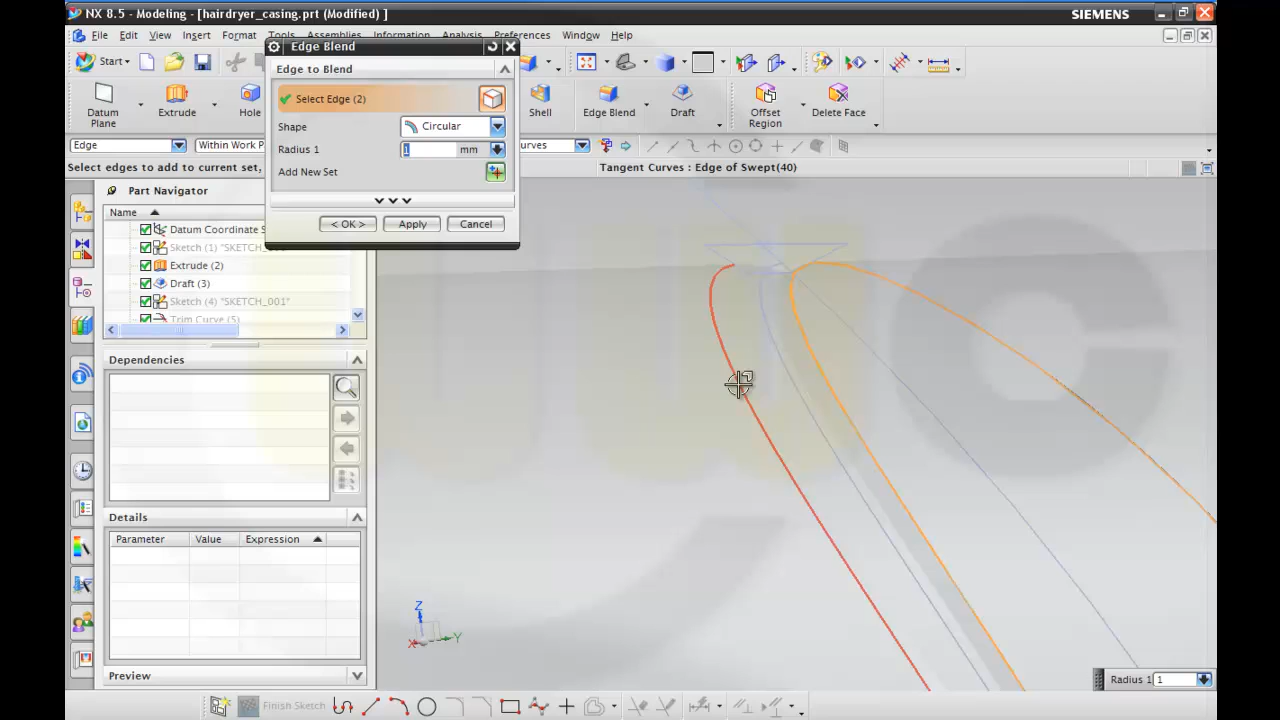 NX 8.5 - Modeling - [hairdryer_casing.prt (Modified) ]
SIEMENS
File Edit View Insert Format Tools Assemblies Information Analysis Preferences Window Help
Edge Blend
Start
Edge to Blend
Select Edge (2)
Shape
Circular
Radius 1
mm
Add New Set
< OK >
Apply
Cancel
Datum Plane
Extrude
Hole
Shell
Edge Blend
Draft
Offset Region
Delete Face
Edge
Within Work P
urves
Select edges to add to current set,
Tangent Curves : Edge of Swept(40)
Part Navigator
Name
Datum Coordinate S
Sketch (1) "SKETCH_
Extrude (2)
Draft (3)
Sketch (4) "SKETCH_001"
Trim Curve (5)
Dependencies
Details
Parameter Value Expression
Preview
Z
X
Y
Radius 1 1
Finish Sketch